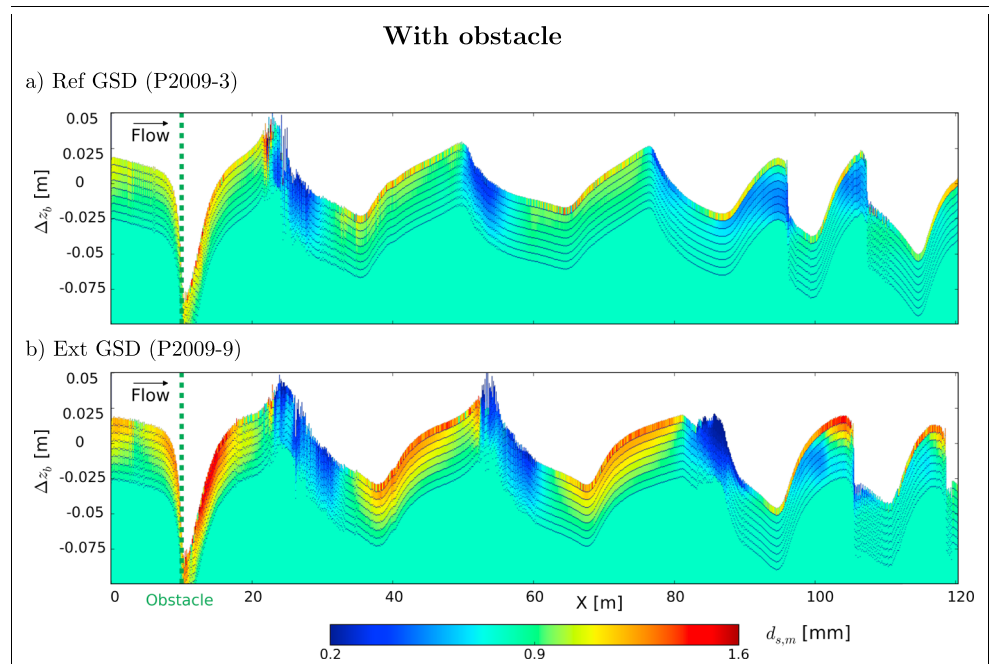 With obstacle
a) Ref GSD (P2009-3)
0.05
0.025
0
-0.025
-0.05
-0.075
Δz_b [m]
Flow
b) Ext GSD (P2009-9)
0.05
0.025
0
-0.025
-0.05
-0.075
Δz_b [m]
Flow
0 20 40 60 80 100 120
Obstacle
X [m]
d_{s,m} [mm]
0.2 0.9 1.6